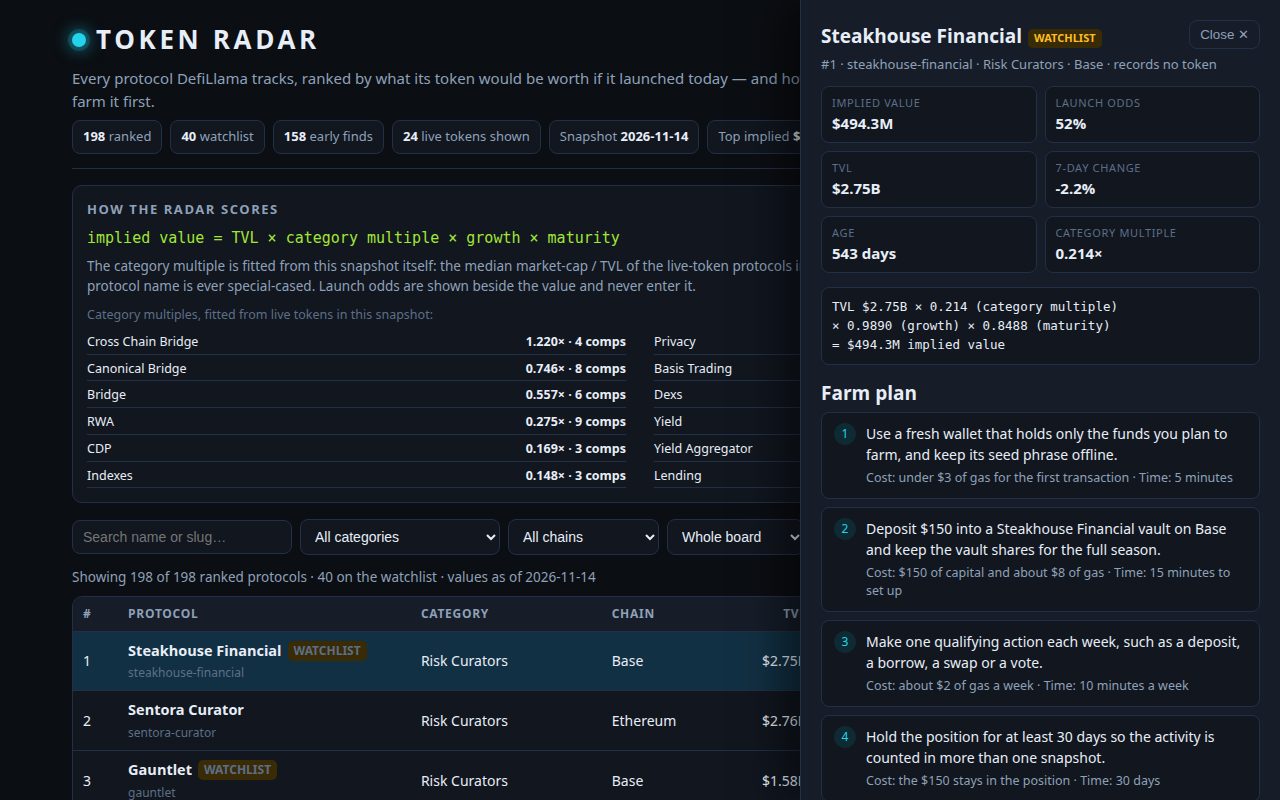 TOKEN RADAR
Every protocol DefiLlama tracks, ranked by what its token would be worth if it launched today — and
farm it first.
198 ranked
40 watchlist
158 early finds
24 live tokens shown
Snapshot 2026-11-14
Top implied
HOW THE RADAR SCORES
implied value = TVL × category multiple × growth × maturity
The category multiple is fitted from this snapshot itself: the median market-cap / TVL of the live-token protocols
protocol name is ever special-cased. Launch odds are shown beside the value and never enter it.
Category multiples, fitted from live tokens in this snapshot:
Cross Chain Bridge 1.220× · 4 comps Privacy
Canonical Bridge 0.746× · 8 comps Basis Trading
Bridge 0.557× · 6 comps Dexs
RWA 0.275× · 9 comps Yield
CDP 0.169× · 3 comps Yield Aggregator
Indexes 0.148× · 3 comps Lending
Search name or slug…
All categories
All chains
Whole board
Showing 198 of 198 ranked protocols · 40 on the watchlist · values as of 2026-11-14
# PROTOCOL CATEGORY CHAIN
1 Steakhouse Financial WATCHLIST Risk Curators Base
steakhouse-financial
2 Sentora Curator Risk Curators Ethereum
sentora-curator
3 Gauntlet WATCHLIST Risk Curators Base
gauntlet
Steakhouse Financial WATCHLIST
Close ✕
#1 · steakhouse-financial · Risk Curators · Base · records no token
IMPLIED VALUE
$494.3M
LAUNCH ODDS
52%
TVL
$2.75B
7-DAY CHANGE
-2.2%
AGE
543 days
CATEGORY MULTIPLE
0.214×
TVL $2.75B × 0.214 (category multiple)
× 0.9890 (growth) × 0.8488 (maturity)
= $494.3M implied value
Farm plan
1 Use a fresh wallet that holds only the funds you plan to
farm, and keep its seed phrase offline.
Cost: under $3 of gas for the first transaction · Time: 5 minutes
2 Deposit $150 into a Steakhouse Financial vault on Base
and keep the vault shares for the full season.
Cost: $150 of capital and about $8 of gas · Time: 15 minutes to
set up
3 Make one qualifying action each week, such as a deposit,
a borrow, a swap or a vote.
Cost: about $2 of gas a week · Time: 10 minutes a week
4 Hold the position for at least 30 days so the activity is
counted in more than one snapshot.
Cost: the $150 stays in the position · Time: 30 days